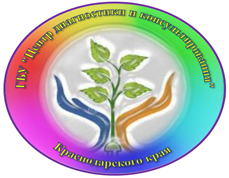 ГБУ "Центр диагностики и консультирования"
Краснодарского края